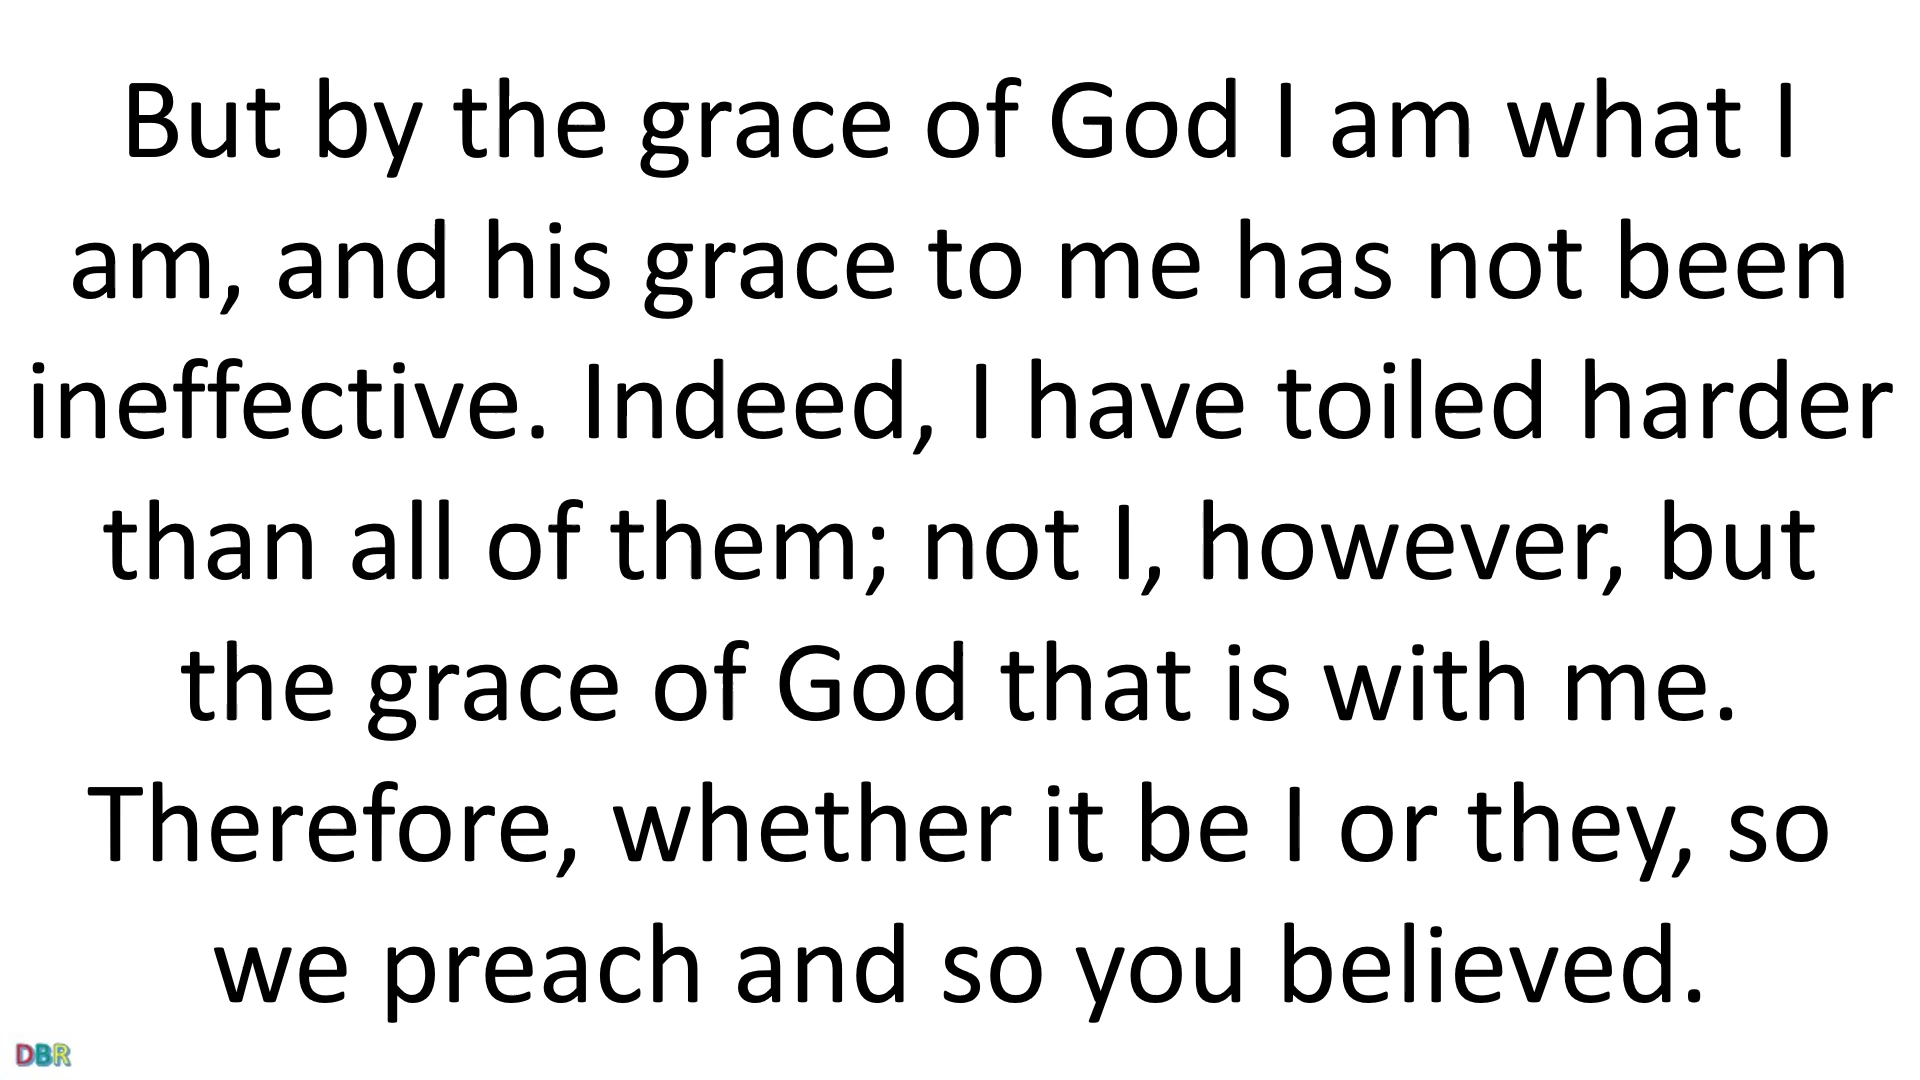 But by the grace of God I am what I
am, and his grace to me has not been
ineffective. Indeed, I have toiled harder
than all of them; not I, however, but
the grace of God that is with me.
Therefore, whether it be I or they, so
we preach and so you believed.
DBR